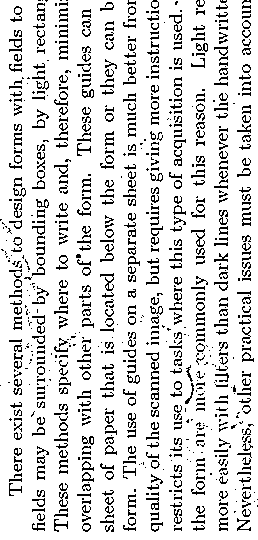 There exist several methods to design forms with fields to
fields may be surrounded by bounding boxes, by light rectang
These methods specify where to write and, therefore, minimi
overlapping with other parts of the form. These guides can
sheet of paper that is located below the form or they can b
form. The use of guides on a separate sheet is much better fro
quality of the scanned image, but requires giving more instructio
restricts its use to tasks where this type of acquisition is used.
the form are more commonly used for this reason. Light re
more easily with filters than dark lines whenever the handwritte
Nevertheless, other practical issues must be taken into accoun